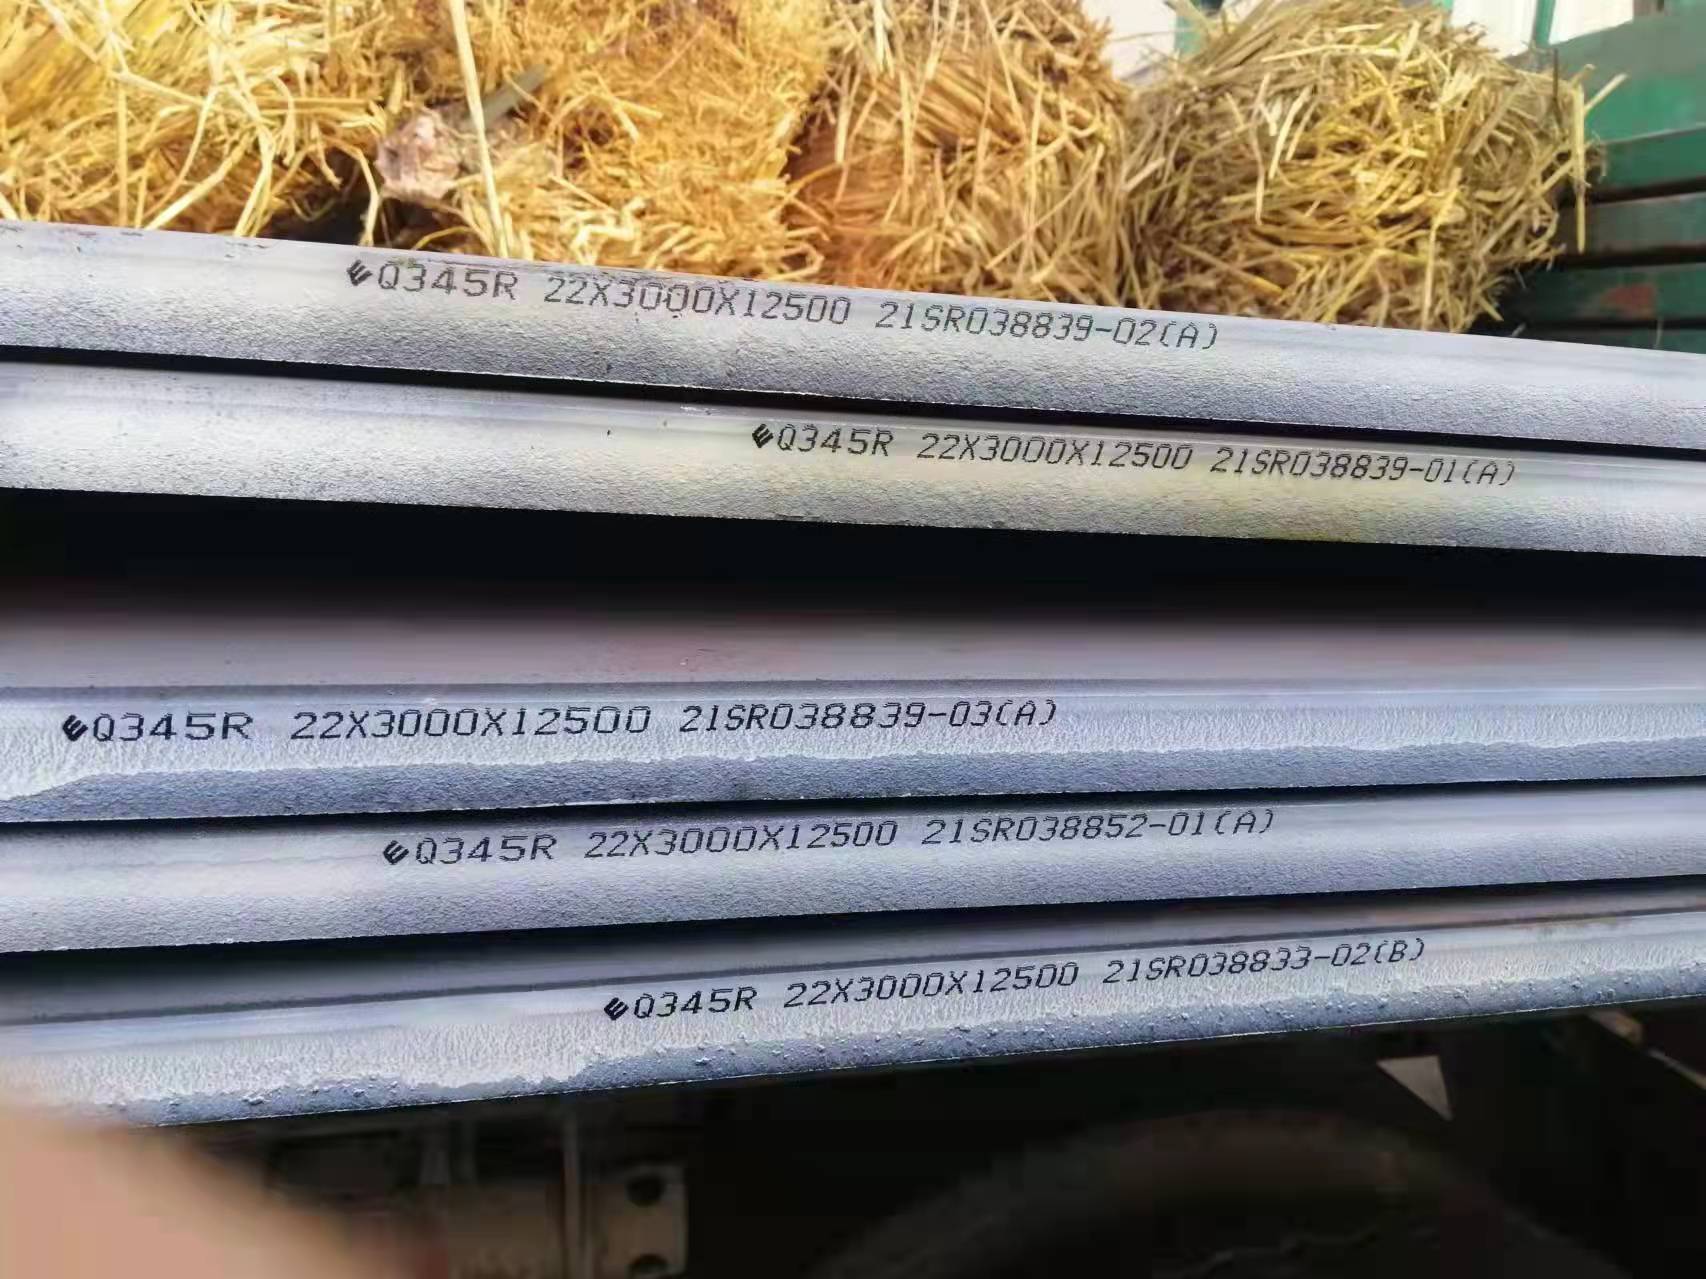 Q345R 22X3000X12500 21SR038839-02(A)
Q345R 22X3000X12500 21SR038839-01(A)
Q345R 22X3000X12500 21SR038839-03(A)
Q345R 22X3000X12500 21SR038852-01(A)
Q345R 22X3000X12500 21SR038833-02(B)